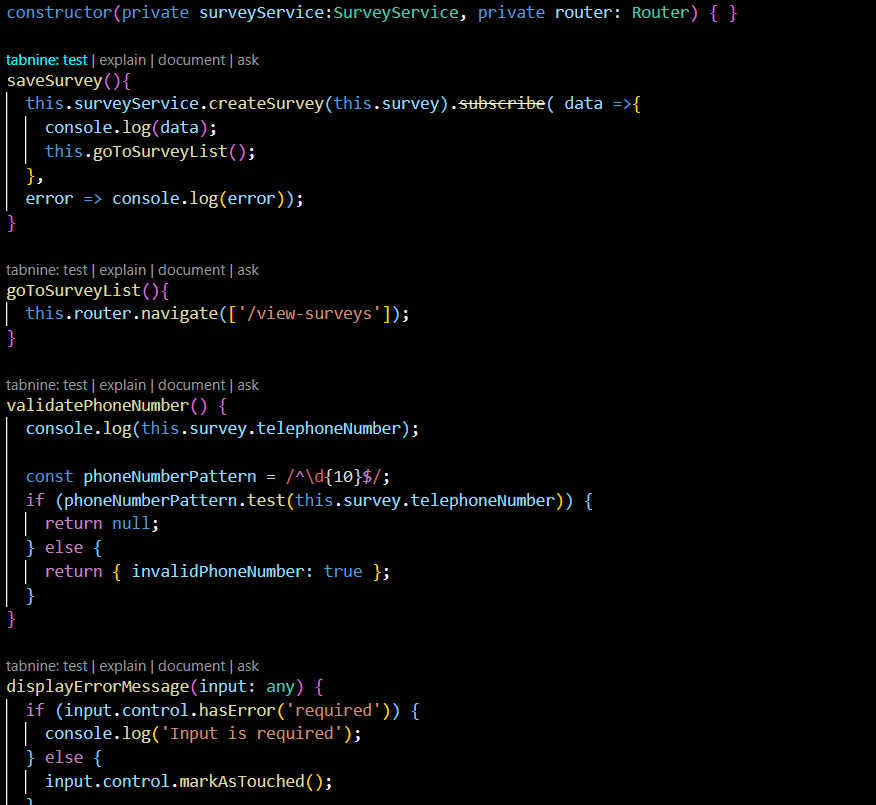 constructor(private surveyService:SurveyService, private router: Router) { }
tabnine: test | explain | document | ask
saveSurvey(){
this.surveyService.createSurvey(this.survey).subscribe( data =>{
console.log(data);
this.goToSurveyList();
},
error => console.log(error));
}
tabnine: test | explain | document | ask
goToSurveyList(){
this.router.navigate(['/view-surveys']);
}
tabnine: test | explain | document | ask
validatePhoneNumber() {
console.log(this.survey.telephoneNumber);
const phoneNumberPattern = /^\d{10}$/;
if (phoneNumberPattern.test(this.survey.telephoneNumber)) {
return null;
} else {
return { invalidPhoneNumber: true };
}
}
tabnine: test | explain | document | ask
displayErrorMessage(input: any) {
if (input.control.hasError('required')) {
console.log('Input is required');
} else {
input.control.markAsTouched();
}